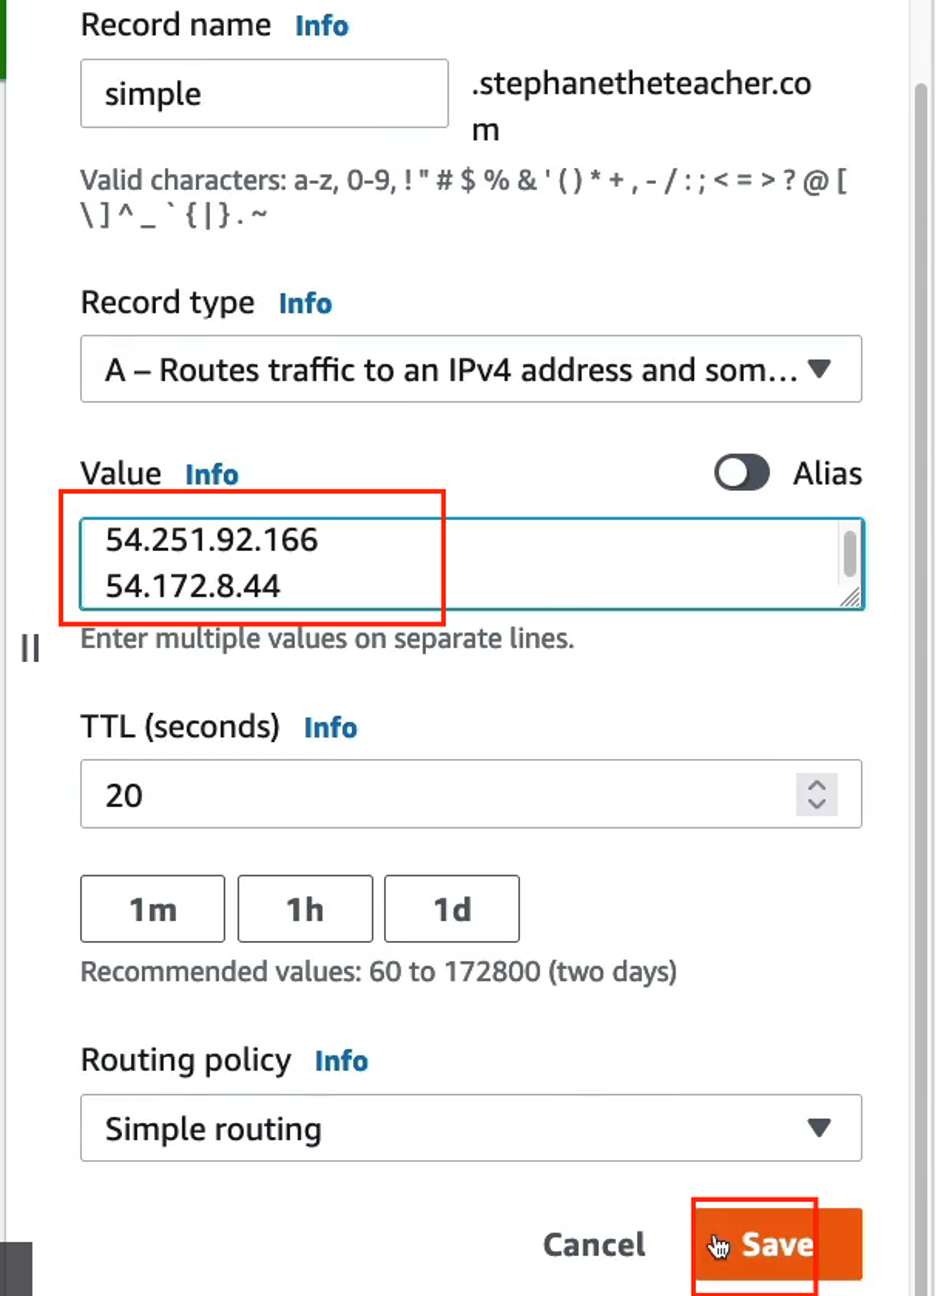 Record name Info
simple
.stephanetheteacher.co
m
Valid characters: a-z, 0-9, ! " # $ % & ' ( ) * + , - / : ; < = > ? @ [
\ ] ^ _ ` { | } . ~
Record type Info
A – Routes traffic to an IPv4 address and som...
Value Info
Alias
54.251.92.166
54.172.8.44
Enter multiple values on separate lines.
TTL (seconds) Info
20
1m 1h 1d
Recommended values: 60 to 172800 (two days)
Routing policy Info
Simple routing
Cancel Save